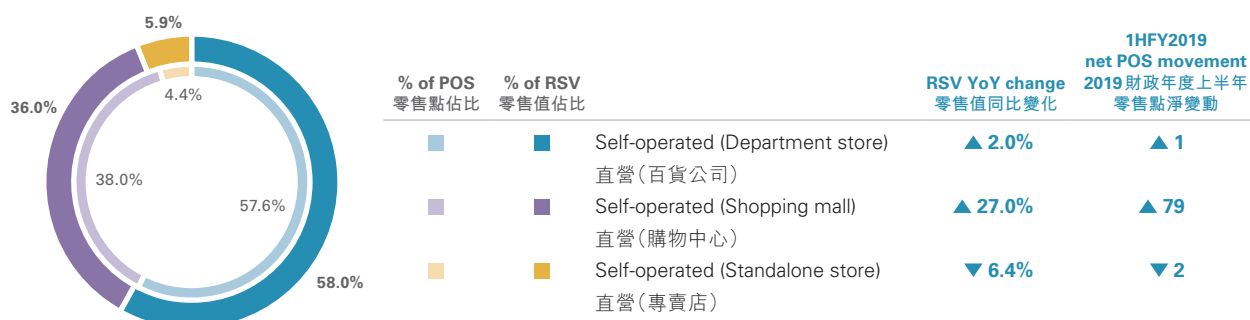 5.9%
36.0%
4.4%
38.0%
57.6%
58.0%
% of POS
零售點佔比
% of RSV
零售值佔比
RSV YoY change
零售值同比變化
1HFY2019
net POS movement
2019財政年度上半年
零售點淨變動
Self-operated (Department store)
直營(百貨公司)
▲ 2.0%
▲ 1
Self-operated (Shopping mall)
直營(購物中心)
▲ 27.0%
▲ 79
Self-operated (Standalone store)
直營(專賣店)
▼ 6.4%
▼ 2